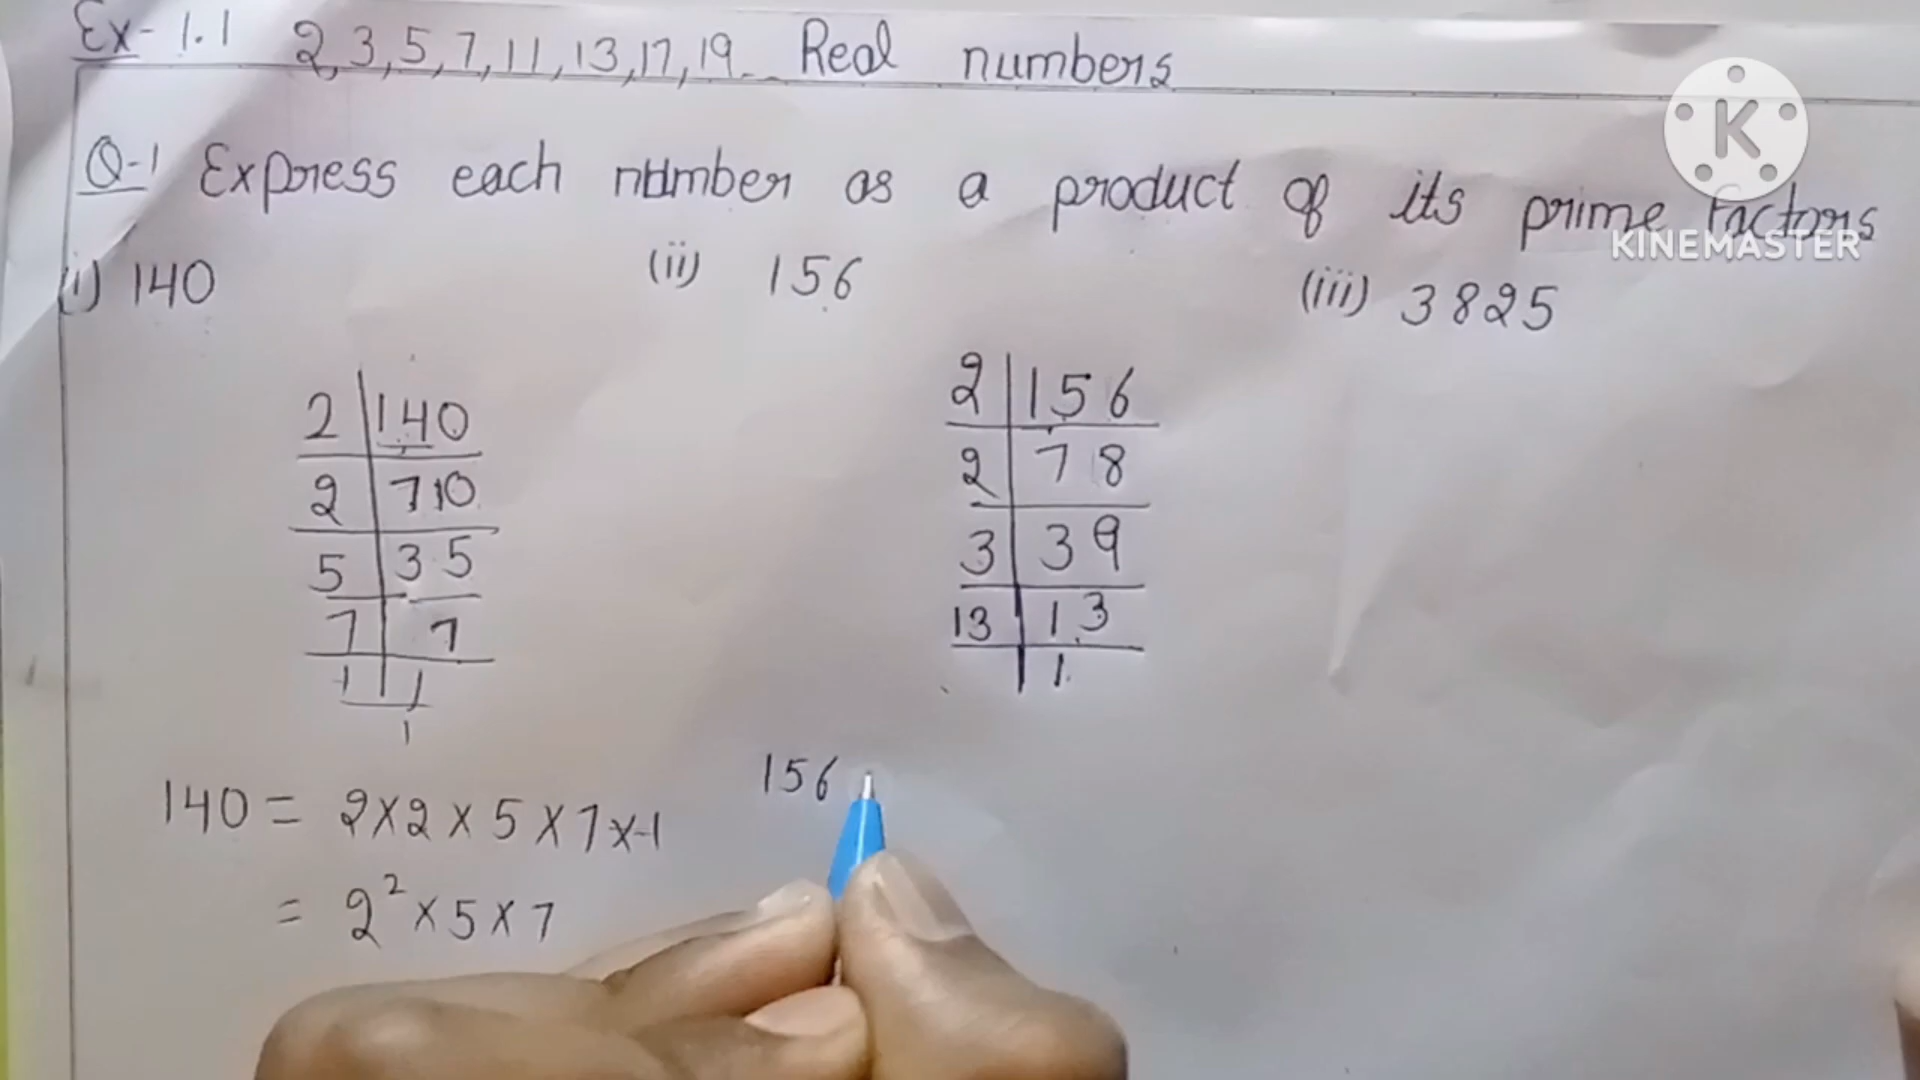 Ex-1.1 2,3,5,7,11,13,17,19.. Real numbers
K
KINEMASTER
Q-1 Express each number as a product of its prime factors
(i) 140 (ii) 156 (iii) 3825
2 | 140
2 | 70
5 | 35
7 | 7
1 | 1
1
2 | 156
2 | 78
3 | 39
13 | 13
| 1
140 = 2×2×5×7×1
= 2²×5×7
156